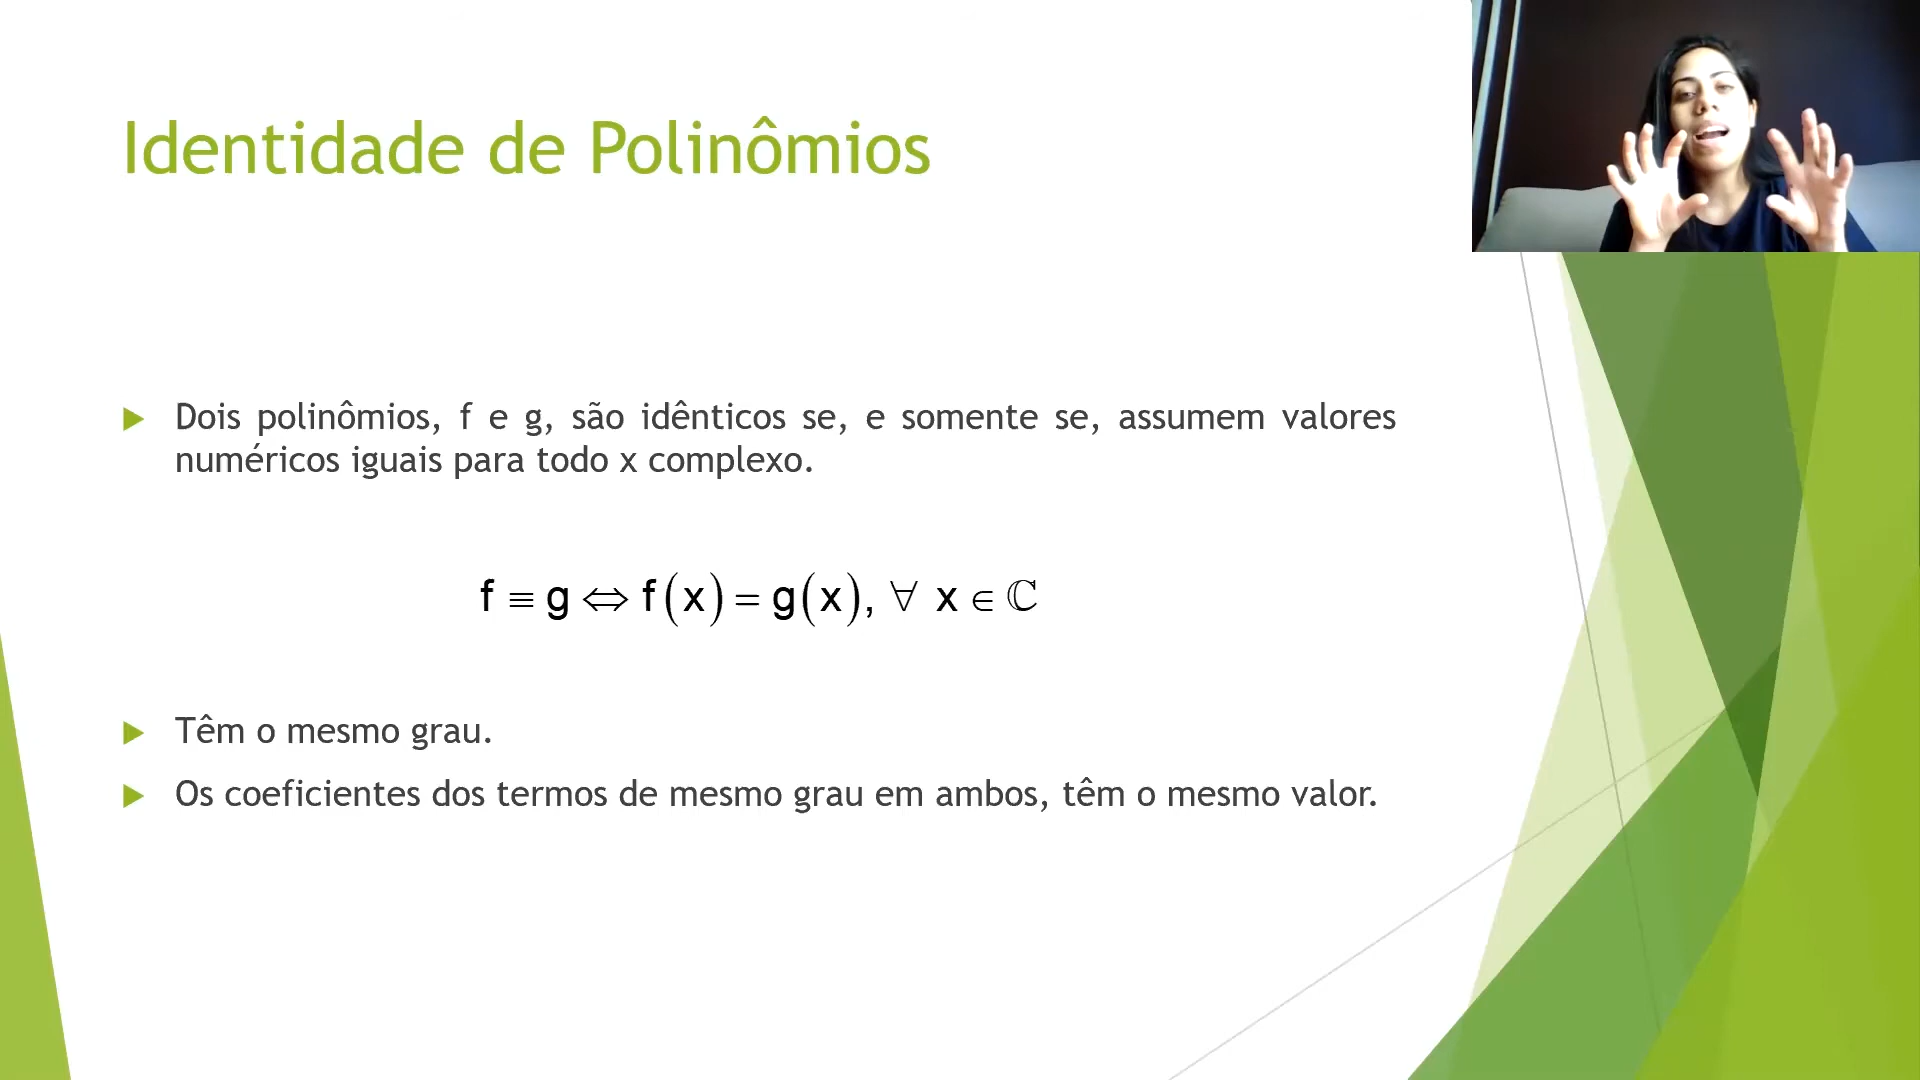 Identidade de Polinômios
Dois polinômios, f e g, são idênticos se, e somente se, assumem valores
numéricos iguais para todo x complexo.
f ≡ g ⇔ f(x) = g(x), ∀ x ∈ ℂ
Têm o mesmo grau.
Os coeficientes dos termos de mesmo grau em ambos, têm o mesmo valor.